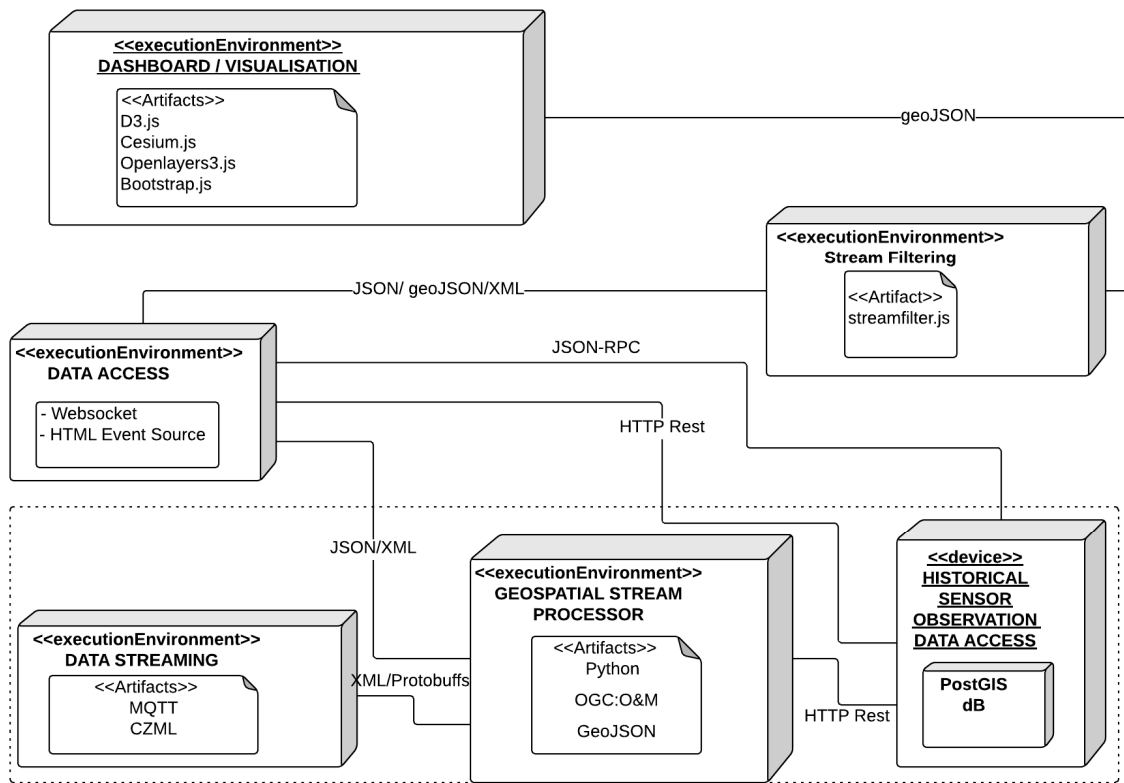 <<executionEnvironment>>
DASHBOARD / VISUALISATION
<<Artifacts>>
D3.js
Cesium.js
Openlayers3.js
Bootstrap.js
geoJSON
<<executionEnvironment>>
Stream Filtering
<<Artifact>>
streamfilter.js
JSON/ geoJSON/XML
<<executionEnvironment>>
DATA ACCESS
- Websocket
- HTML Event Source
JSON-RPC
HTTP Rest
JSON/XML
<<executionEnvironment>>
GEOSPATIAL STREAM
PROCESSOR
<<Artifacts>>
Python
OGC:O&M
GeoJSON
<<device>>
HISTORICAL
SENSOR
OBSERVATION
DATA ACCESS
PostGIS
dB
<<executionEnvironment>>
DATA STREAMING
<<Artifacts>>
MQTT
CZML
XML/Protobuffs
HTTP Rest